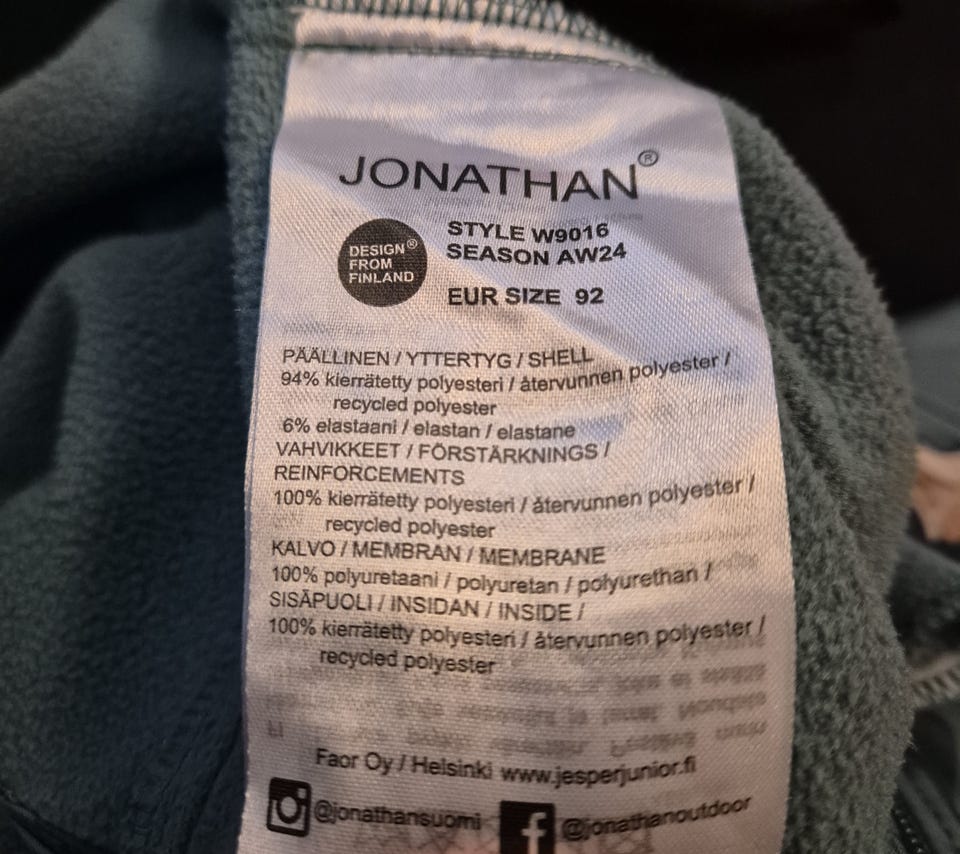 JONATHAN®
DESIGN®
FROM
FINLAND
STYLE W9016
SEASON AW24
EUR SIZE 92
PÄÄLLINEN / YTTERTYG / SHELL
94% kierrätetty polyesteri / återvunnen polyester /
recycled polyester
6% elastaani / elastan / elastane
VAHVIKKEET / FÖRSTÄRKNINGS /
REINFORCEMENTS
100% kierrätetty polyesteri / återvunnen polyester /
recycled polyester
KALVO / MEMBRAN / MEMBRANE
100% polyuretaani / polyuretan / polyurethan /
SISÄPUOLI / INSIDAN / INSIDE /
100% kierrätetty polyesteri / återvunnen polyester /
recycled polyester
Faor Oy / Helsinki www.jesperjunior.fi
@jonathansuomi
@jonathanoutdoor